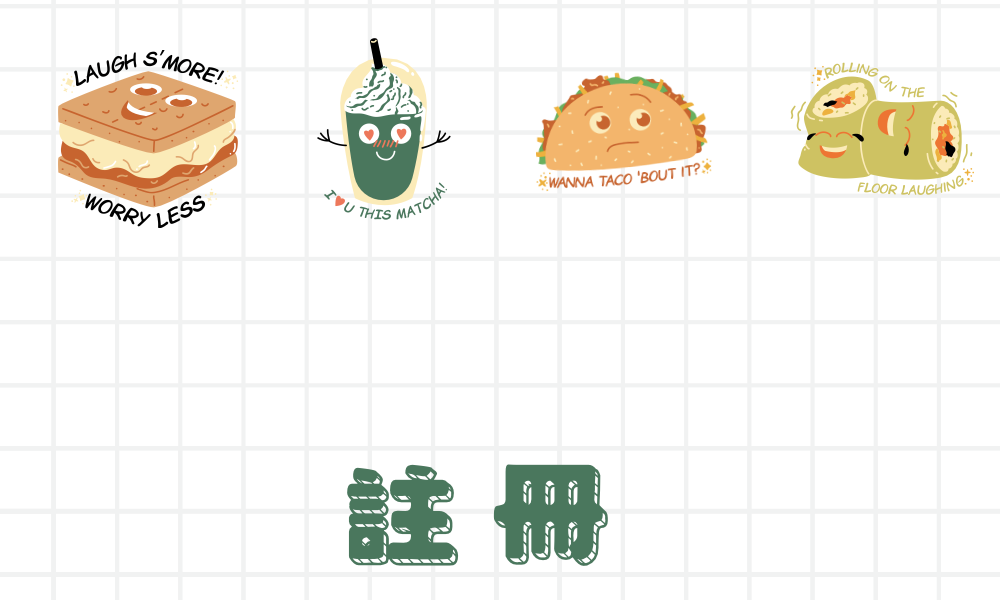 LAUGH S'MORE!
WORRY LESS
I ♥ U THIS MATCHA!
WANNA TACO 'BOUT IT?
ROLLING ON THE
FLOOR LAUGHING
註 冊